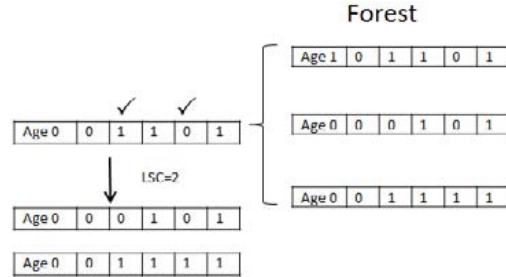 Forest
Age 1 0 1 1 0 1
Age 0 0 1 1 0 1
Age 0 0 0 1 0 1
LSC=2
Age 0 0 1 1 1 1
Age 0 0 0 1 0 1
Age 0 0 1 1 1 1